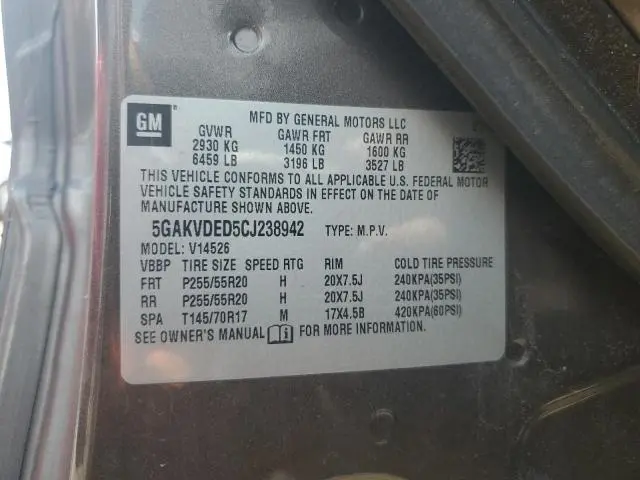 GM
MFD BY GENERAL MOTORS LLC
GVWR GAWR FRT GAWR RR
2930 KG 1450 KG 1600 KG
6459 LB 3196 LB 3527 LB
THIS VEHICLE CONFORMS TO ALL APPLICABLE U.S. FEDERAL MOTOR
VEHICLE SAFETY STANDARDS IN EFFECT ON THE DATE OF
MANUFACTURE SHOWN ABOVE.
5GAKVDED5CJ238942 TYPE: M.P.V.
MODEL: V14526
VBBP TIRE SIZE SPEED RTG RIM COLD TIRE PRESSURE
FRT P255/55R20 H 20X7.5J 240KPA(35PSI)
RR P255/55R20 H 20X7.5J 240KPA(35PSI)
SPA T145/70R17 M 17X4.5B 420KPA(60PSI)
SEE OWNER'S MANUAL i FOR MORE INFORMATION.